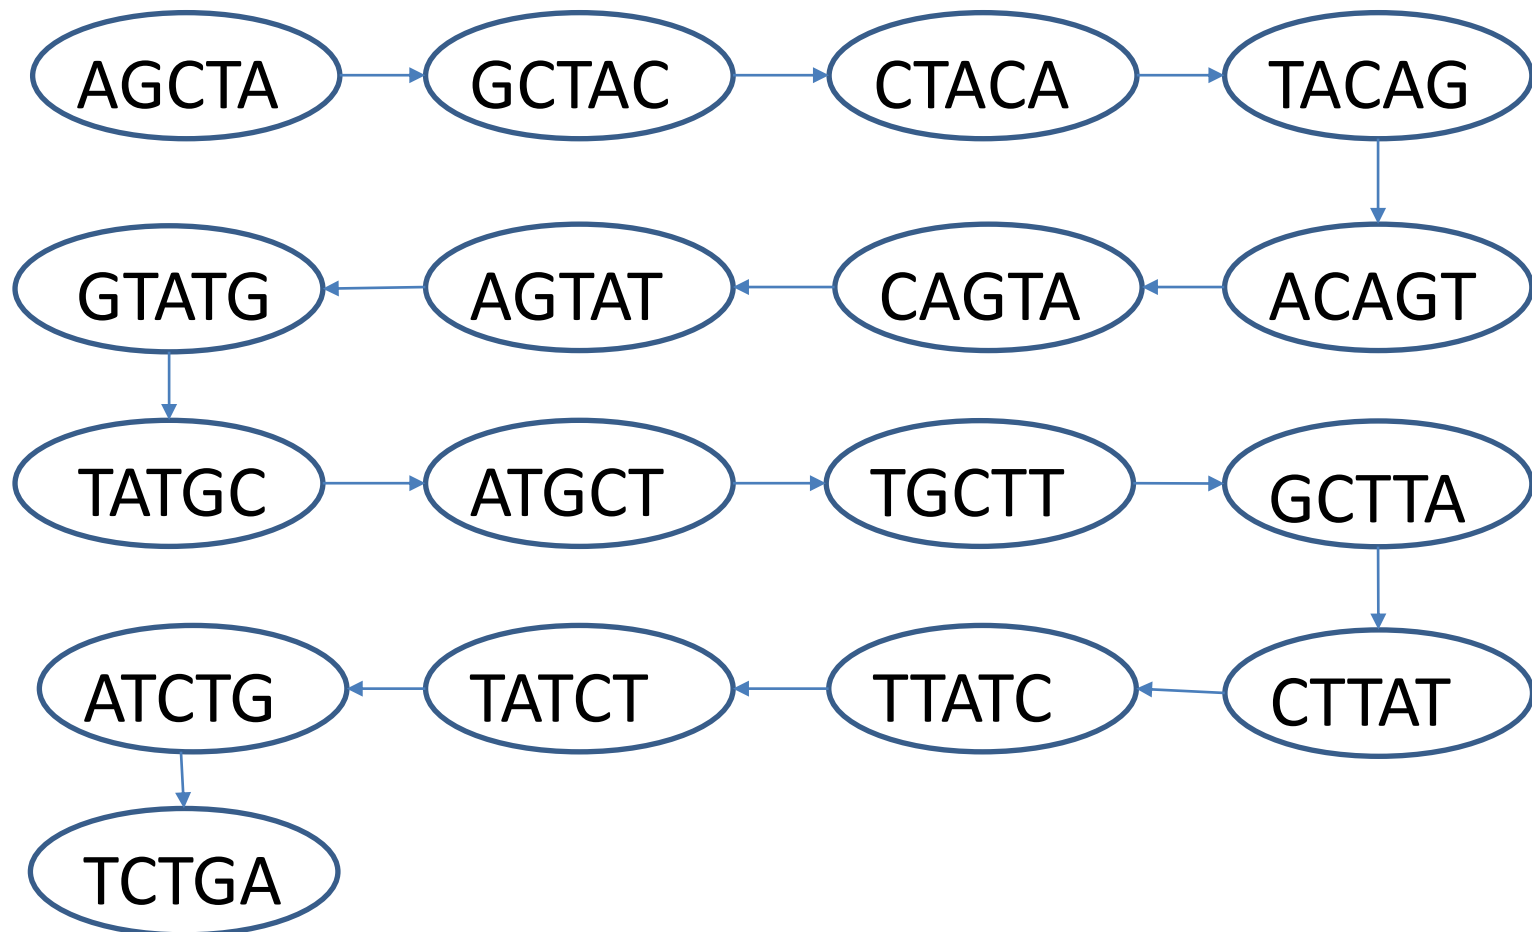 AGCTA GCTAC CTACA TACAG
GTATG AGTAT CAGTA ACAGT
TATGC ATGCT TGCTT GCTTA
ATCTG TATCT TTATC CTTAT
TCTGA